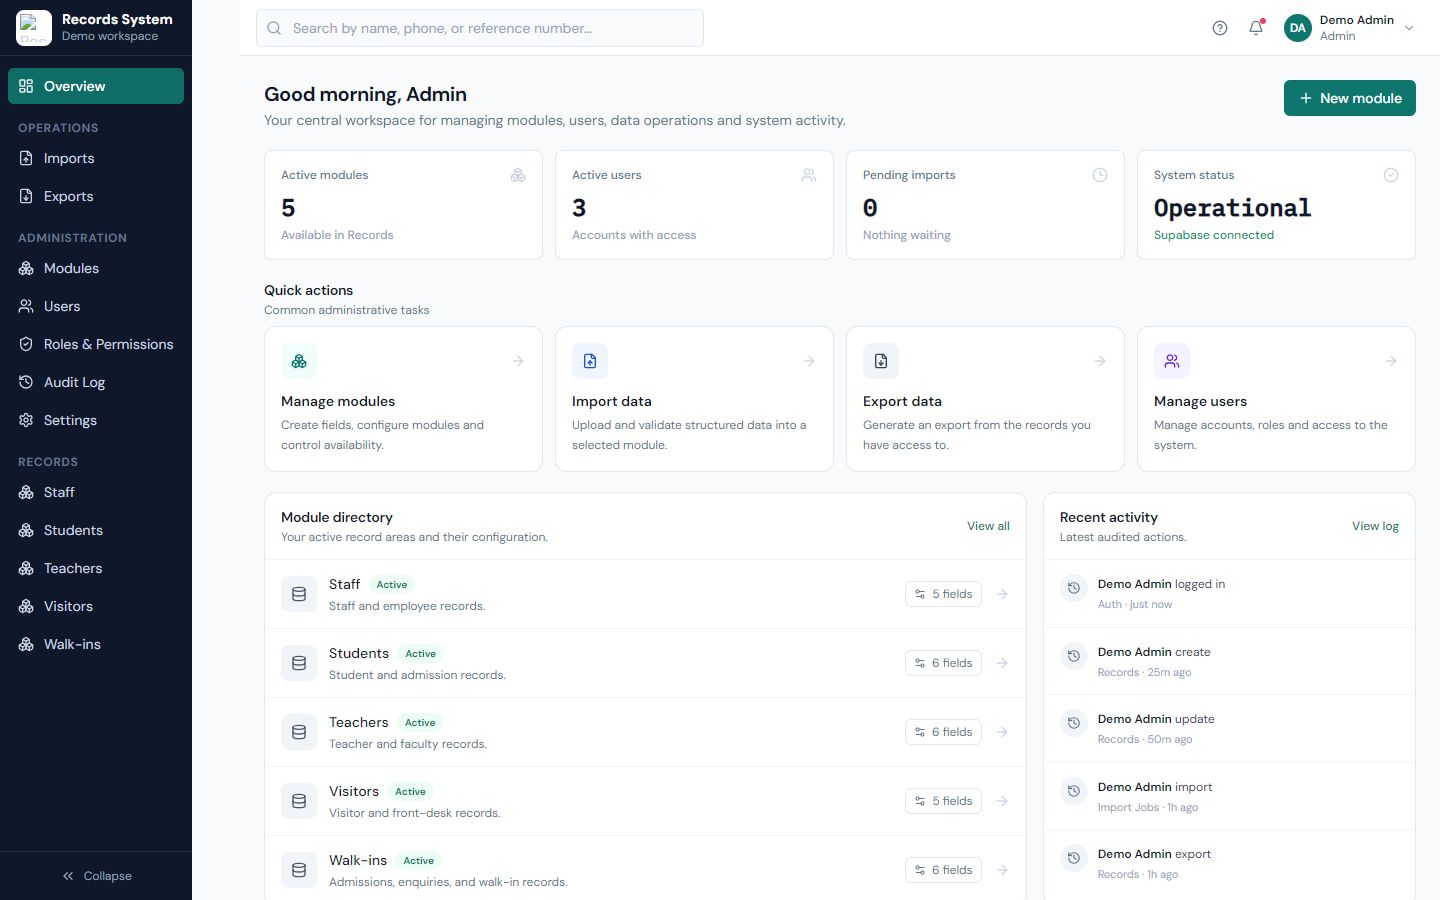 Records System
Demo workspace
Search by name, phone, or reference number...
DA
Demo Admin
Admin
Overview
OPERATIONS
Imports
Exports
ADMINISTRATION
Modules
Users
Roles & Permissions
Audit Log
Settings
RECORDS
Staff
Students
Teachers
Visitors
Walk-ins
Collapse
Good morning, Admin
Your central workspace for managing modules, users, data operations and system activity.
New module
Active modules
5
Available in Records
Active users
3
Accounts with access
Pending imports
0
Nothing waiting
System status
Operational
Supabase connected
Quick actions
Common administrative tasks
Manage modules
Create fields, configure modules and
control availability.
Import data
Upload and validate structured data into a
selected module.
Export data
Generate an export from the records you
have access to.
Manage users
Manage accounts, roles and access to the
system.
Module directory
Your active record areas and their configuration.
View all
Staff Active
Staff and employee records.
5 fields
Students Active
Student and admission records.
6 fields
Teachers Active
Teacher and faculty records.
6 fields
Visitors Active
Visitor and front-desk records.
5 fields
Walk-ins Active
Admissions, enquiries, and walk-in records.
6 fields
Recent activity
Latest audited actions.
View log
Demo Admin logged in
Auth · just now
Demo Admin create
Records · 25m ago
Demo Admin update
Records · 50m ago
Demo Admin import
Import Jobs · 1h ago
Demo Admin export
Records · 1h ago